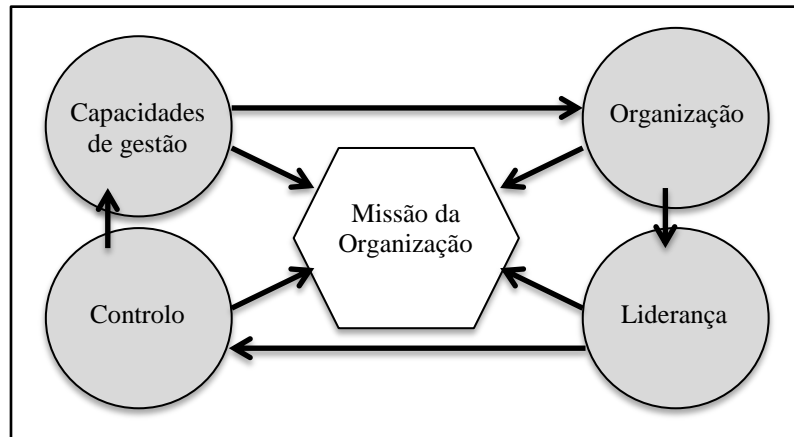 Capacidades
de gestão
Organização
Missão da
Organização
Controlo
Liderança